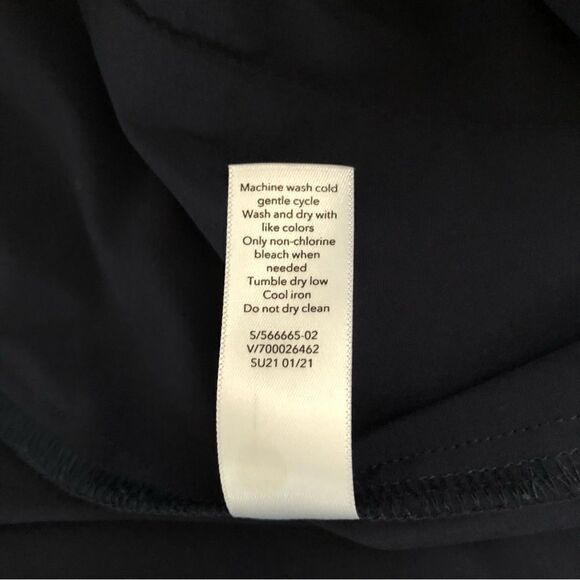 Machine wash cold
gentle cycle
Wash and dry with
like colors
Only non-chlorine
bleach when
needed
Tumble dry low
Cool iron
Do not dry clean
S/566665-02
V/700026462
SU21 01/21